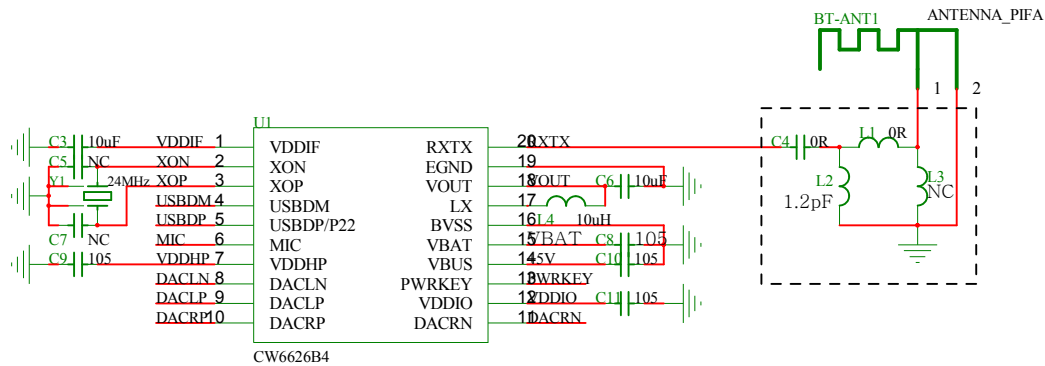 BT-ANT1 ANTENNA_PIFA
1 2
U1
C3 10uF VDDIF 1 VDDIF RXTX 20 RXTX C4 0R L1 0R
C5 NC XON 2 XON EGND 19
Y1 24MHz XOP 3 XOP VOUT 18 VOUT C6 10uF L2 L3
USBDM 4 USBDM LX 17 1.2pF NC
USBDP 5 USBDP/P22 BVSS 16 L4 10uH
C7 NC MIC 6 MIC VBAT 15 VBAT C8 105
C9 105 VDDHP 7 VDDHP VBUS 14 45V C10 105
DACLN 8 DACLN PWRKEY 13 PWRKEY
DACLP 9 DACLP VDDIO 12 VDDIO C11 105
DACRP 10 DACRP DACRN 11 DACRN
CW6626B4